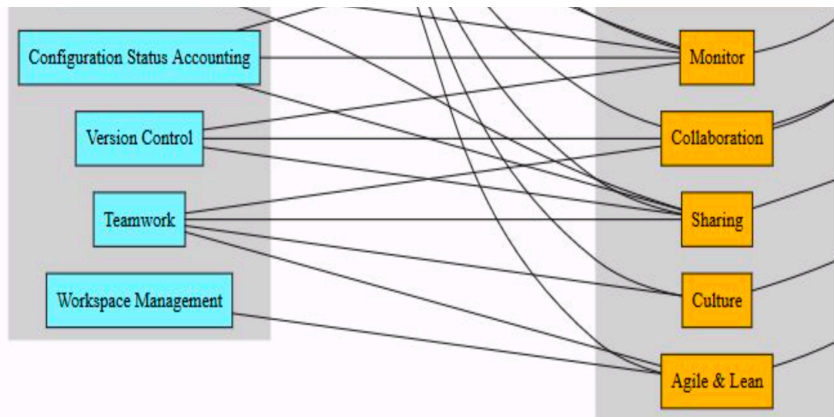 Configuration Status Accounting
Monitor
Version Control
Collaboration
Teamwork
Sharing
Workspace Management
Culture
Agile & Lean